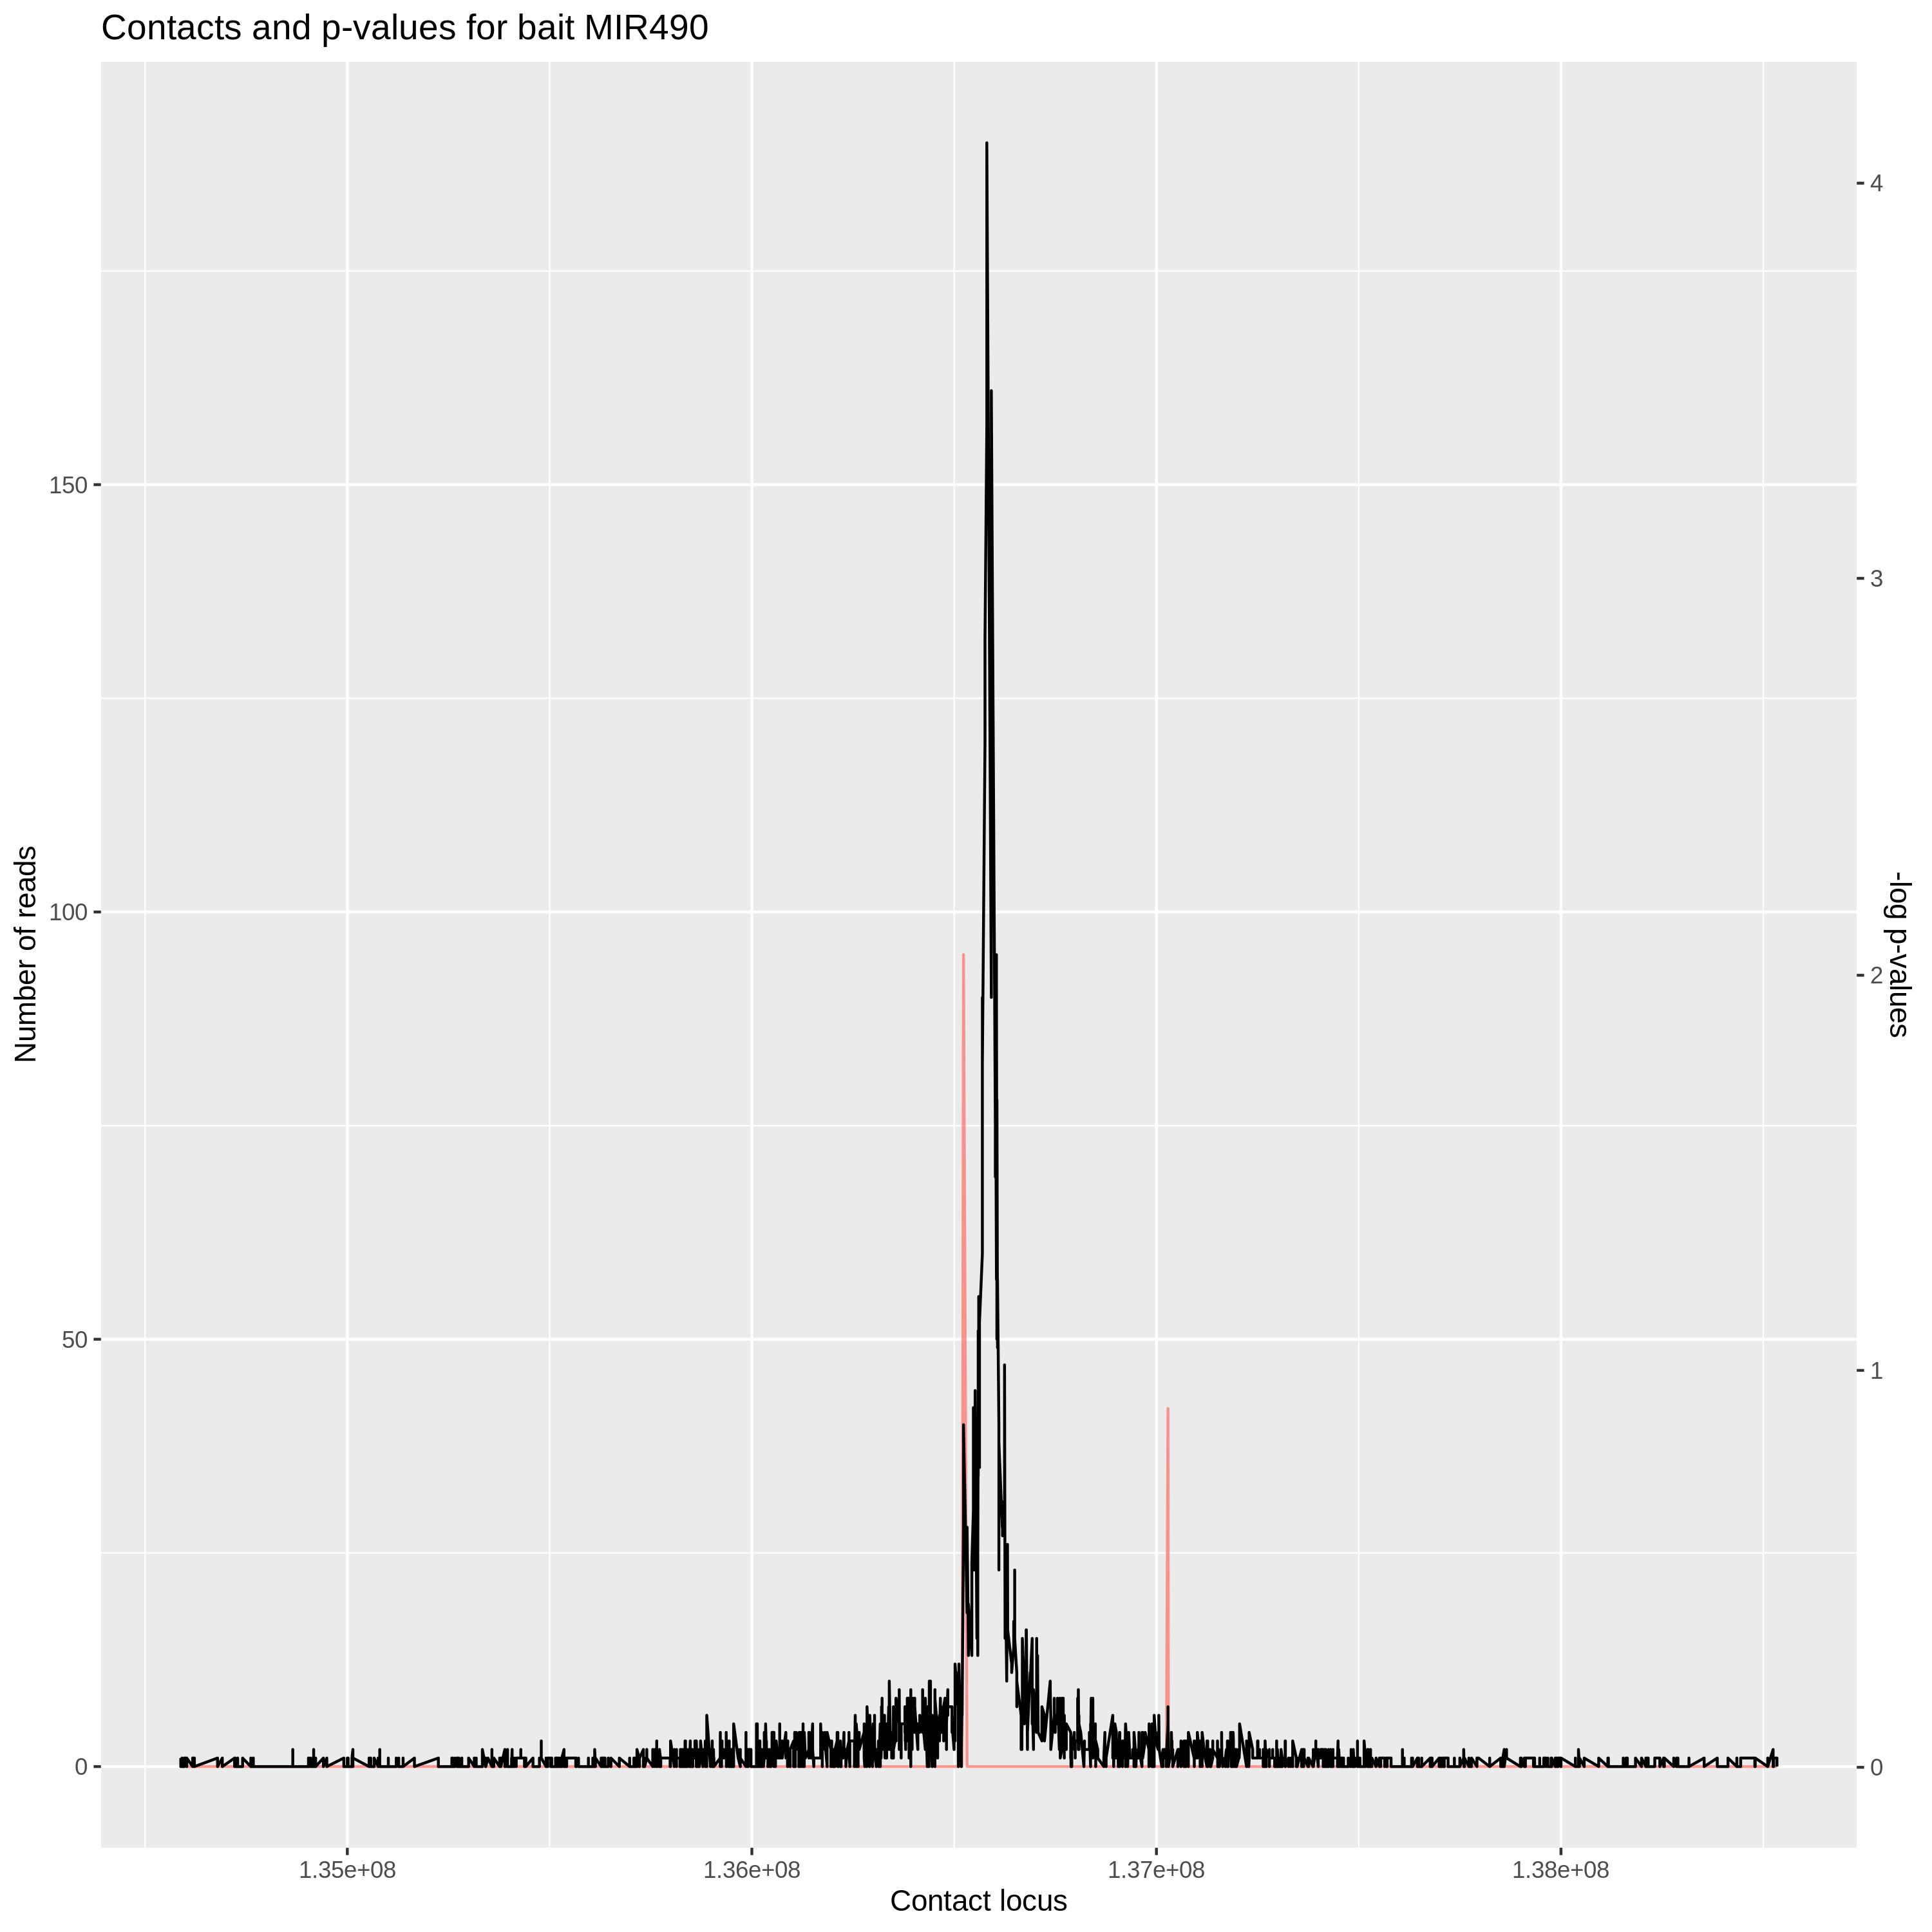 Contacts and p-values for bait MIR490
Number of reads
150
100
50
0
4
3
2
1
0
-log p-values
1.35e+08 1.36e+08 1.37e+08 1.38e+08
Contact locus